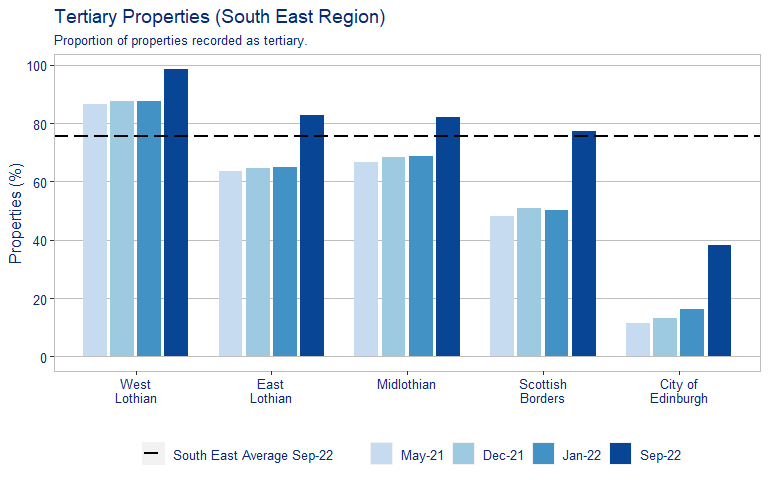 Tertiary Properties (South East Region)
Proportion of properties recorded as tertiary.
Properties (%)
100
80
60
40
20
0
West
Lothian
East
Lothian
Midlothian
Scottish
Borders
City of
Edinburgh
South East Average Sep-22
May-21
Dec-21
Jan-22
Sep-22